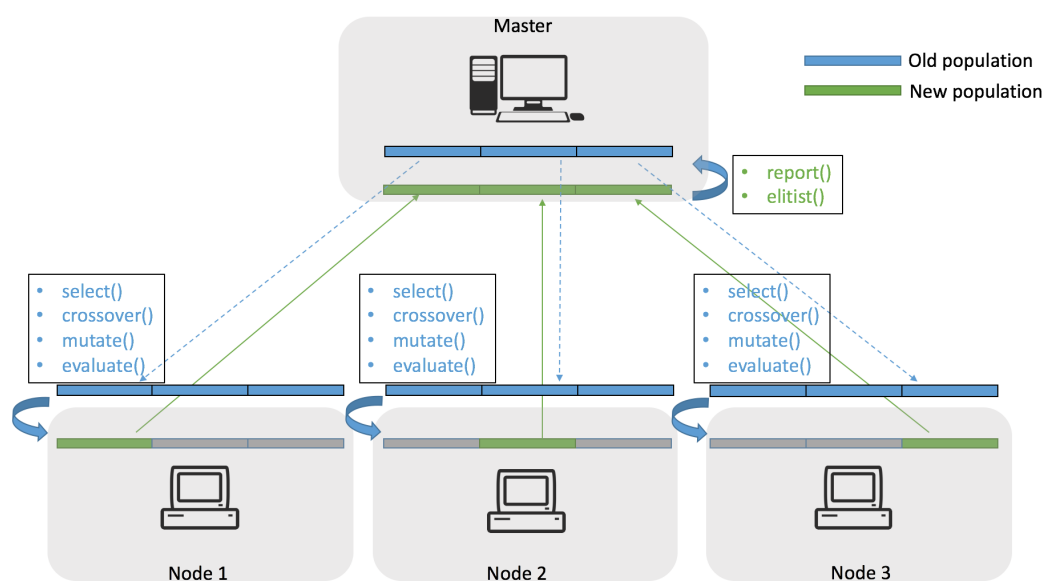 Master
Old population
New population
• report()
• elitist()
• select()
• crossover()
• mutate()
• evaluate()
• select()
• crossover()
• mutate()
• evaluate()
• select()
• crossover()
• mutate()
• evaluate()
Node 1
Node 2
Node 3